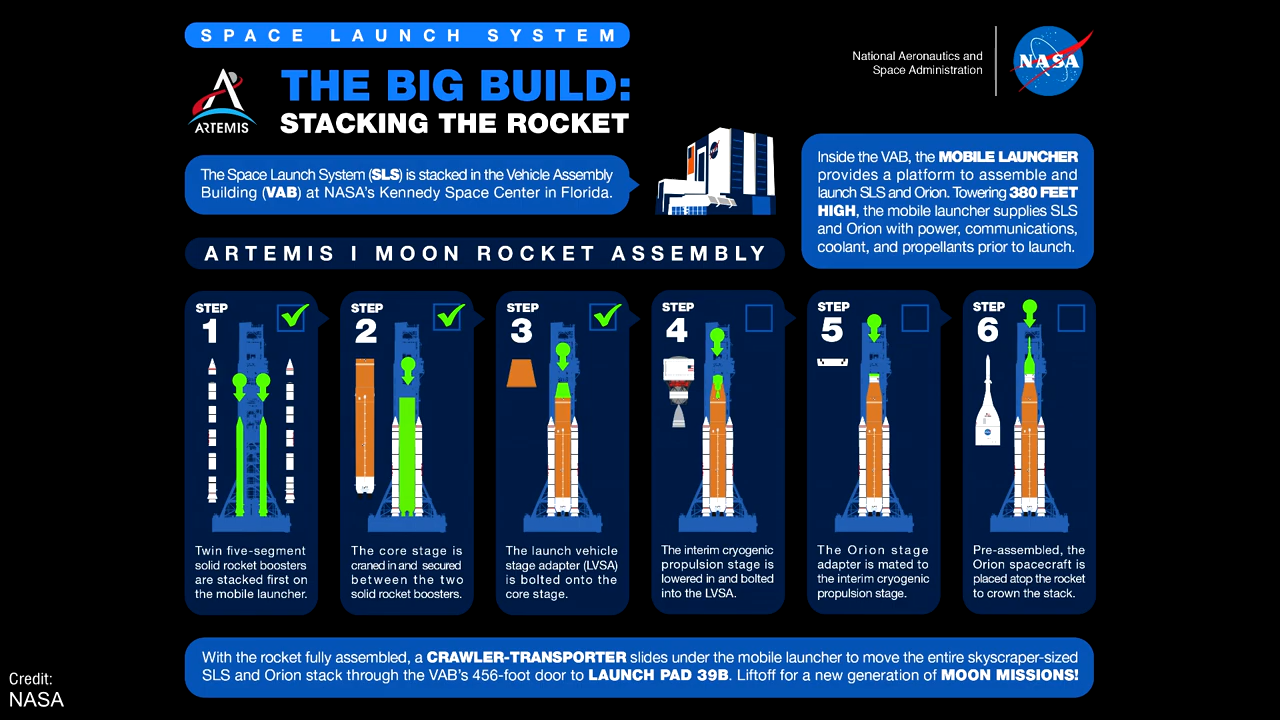 SPACE LAUNCH SYSTEM
ARTEMIS
THE BIG BUILD:
STACKING THE ROCKET
National Aeronautics and
Space Administration
NASA
The Space Launch System (SLS) is stacked in the Vehicle Assembly
Building (VAB) at NASA's Kennedy Space Center in Florida.
Inside the VAB, the MOBILE LAUNCHER
provides a platform to assemble and
launch SLS and Orion. Towering 380 FEET
HIGH, the mobile launcher supplies SLS
and Orion with power, communications,
coolant, and propellants prior to launch.
ARTEMIS I MOON ROCKET ASSEMBLY
STEP
1
Twin five-segment
solid rocket boosters
are stacked first on
the mobile launcher.
STEP
2
The core stage is
craned in and secured
between the two
solid rocket boosters.
STEP
3
The launch vehicle
stage adapter (LVSA)
is bolted onto the
core stage.
STEP
4
The interim cryogenic
propulsion stage is
lowered in and bolted
into the LVSA.
STEP
5
The Orion stage
adapter is mated to
the interim cryogenic
propulsion stage.
STEP
6
Pre-assembled, the
Orion spacecraft is
placed atop the rocket
to crown the stack.
With the rocket fully assembled, a CRAWLER-TRANSPORTER slides under the mobile launcher to move the entire skyscraper-sized
SLS and Orion stack through the VAB's 456-foot door to LAUNCH PAD 39B. Liftoff for a new generation of MOON MISSIONS!
Credit:
NASA